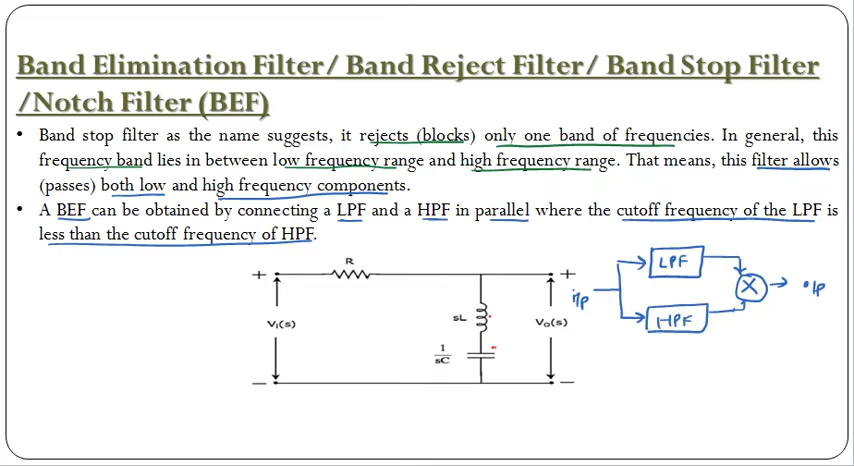 Band Elimination Filter/ Band Reject Filter/ Band Stop Filter
/Notch Filter (BEF)
• Band stop filter as the name suggests, it rejects (blocks) only one band of frequencies. In general, this
frequency band lies in between low frequency range and high frequency range. That means, this filter allows
(passes) both low and high frequency components.
• A BEF can be obtained by connecting a LPF and a HPF in parallel where the cutoff frequency of the LPF is
less than the cutoff frequency of HPF.
R
+
+
LPF
i/p
X
o/p
sL
Vi(s)
Vo(s)
HPF
1
sC
−
−